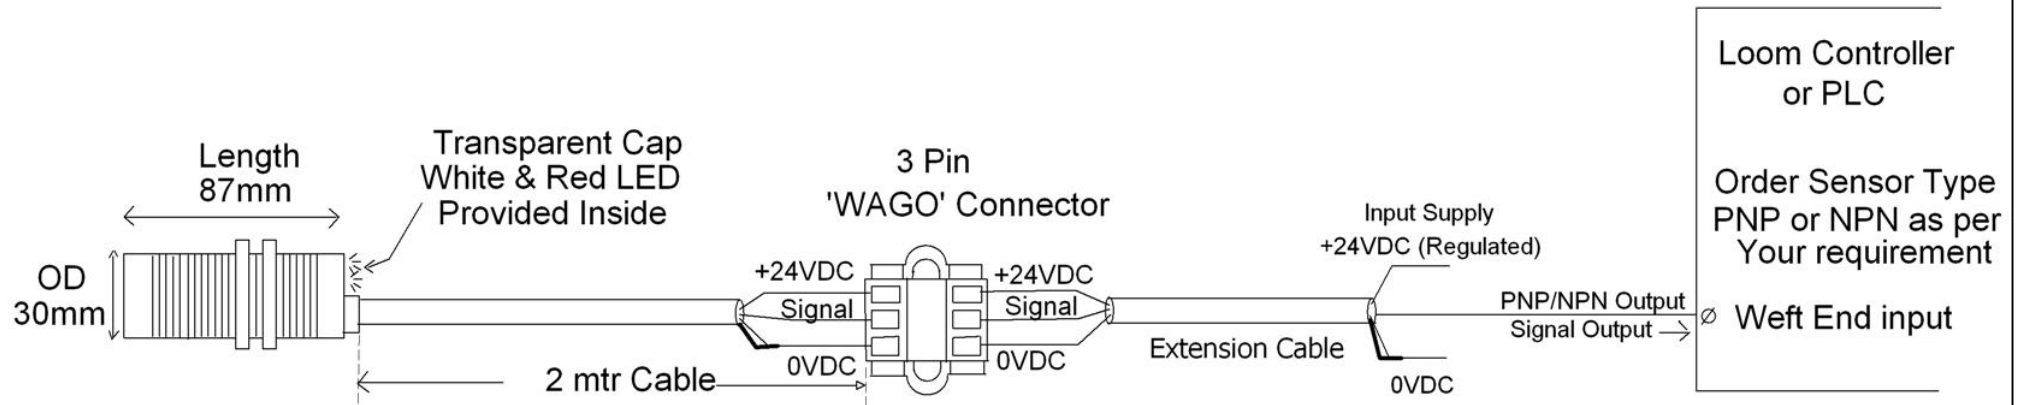 Length
87mm
OD
30mm
Transparent Cap
White & Red LED
Provided Inside
2 mtr Cable
3 Pin
'WAGO' Connector
+24VDC
Signal
0VDC
+24VDC
Signal
0VDC
Extension Cable
Input Supply
+24VDC (Regulated)
0VDC
PNP/NPN Output
Signal Output
Loom Controller
or PLC
Order Sensor Type
PNP or NPN as per
Your requirement
Weft End input